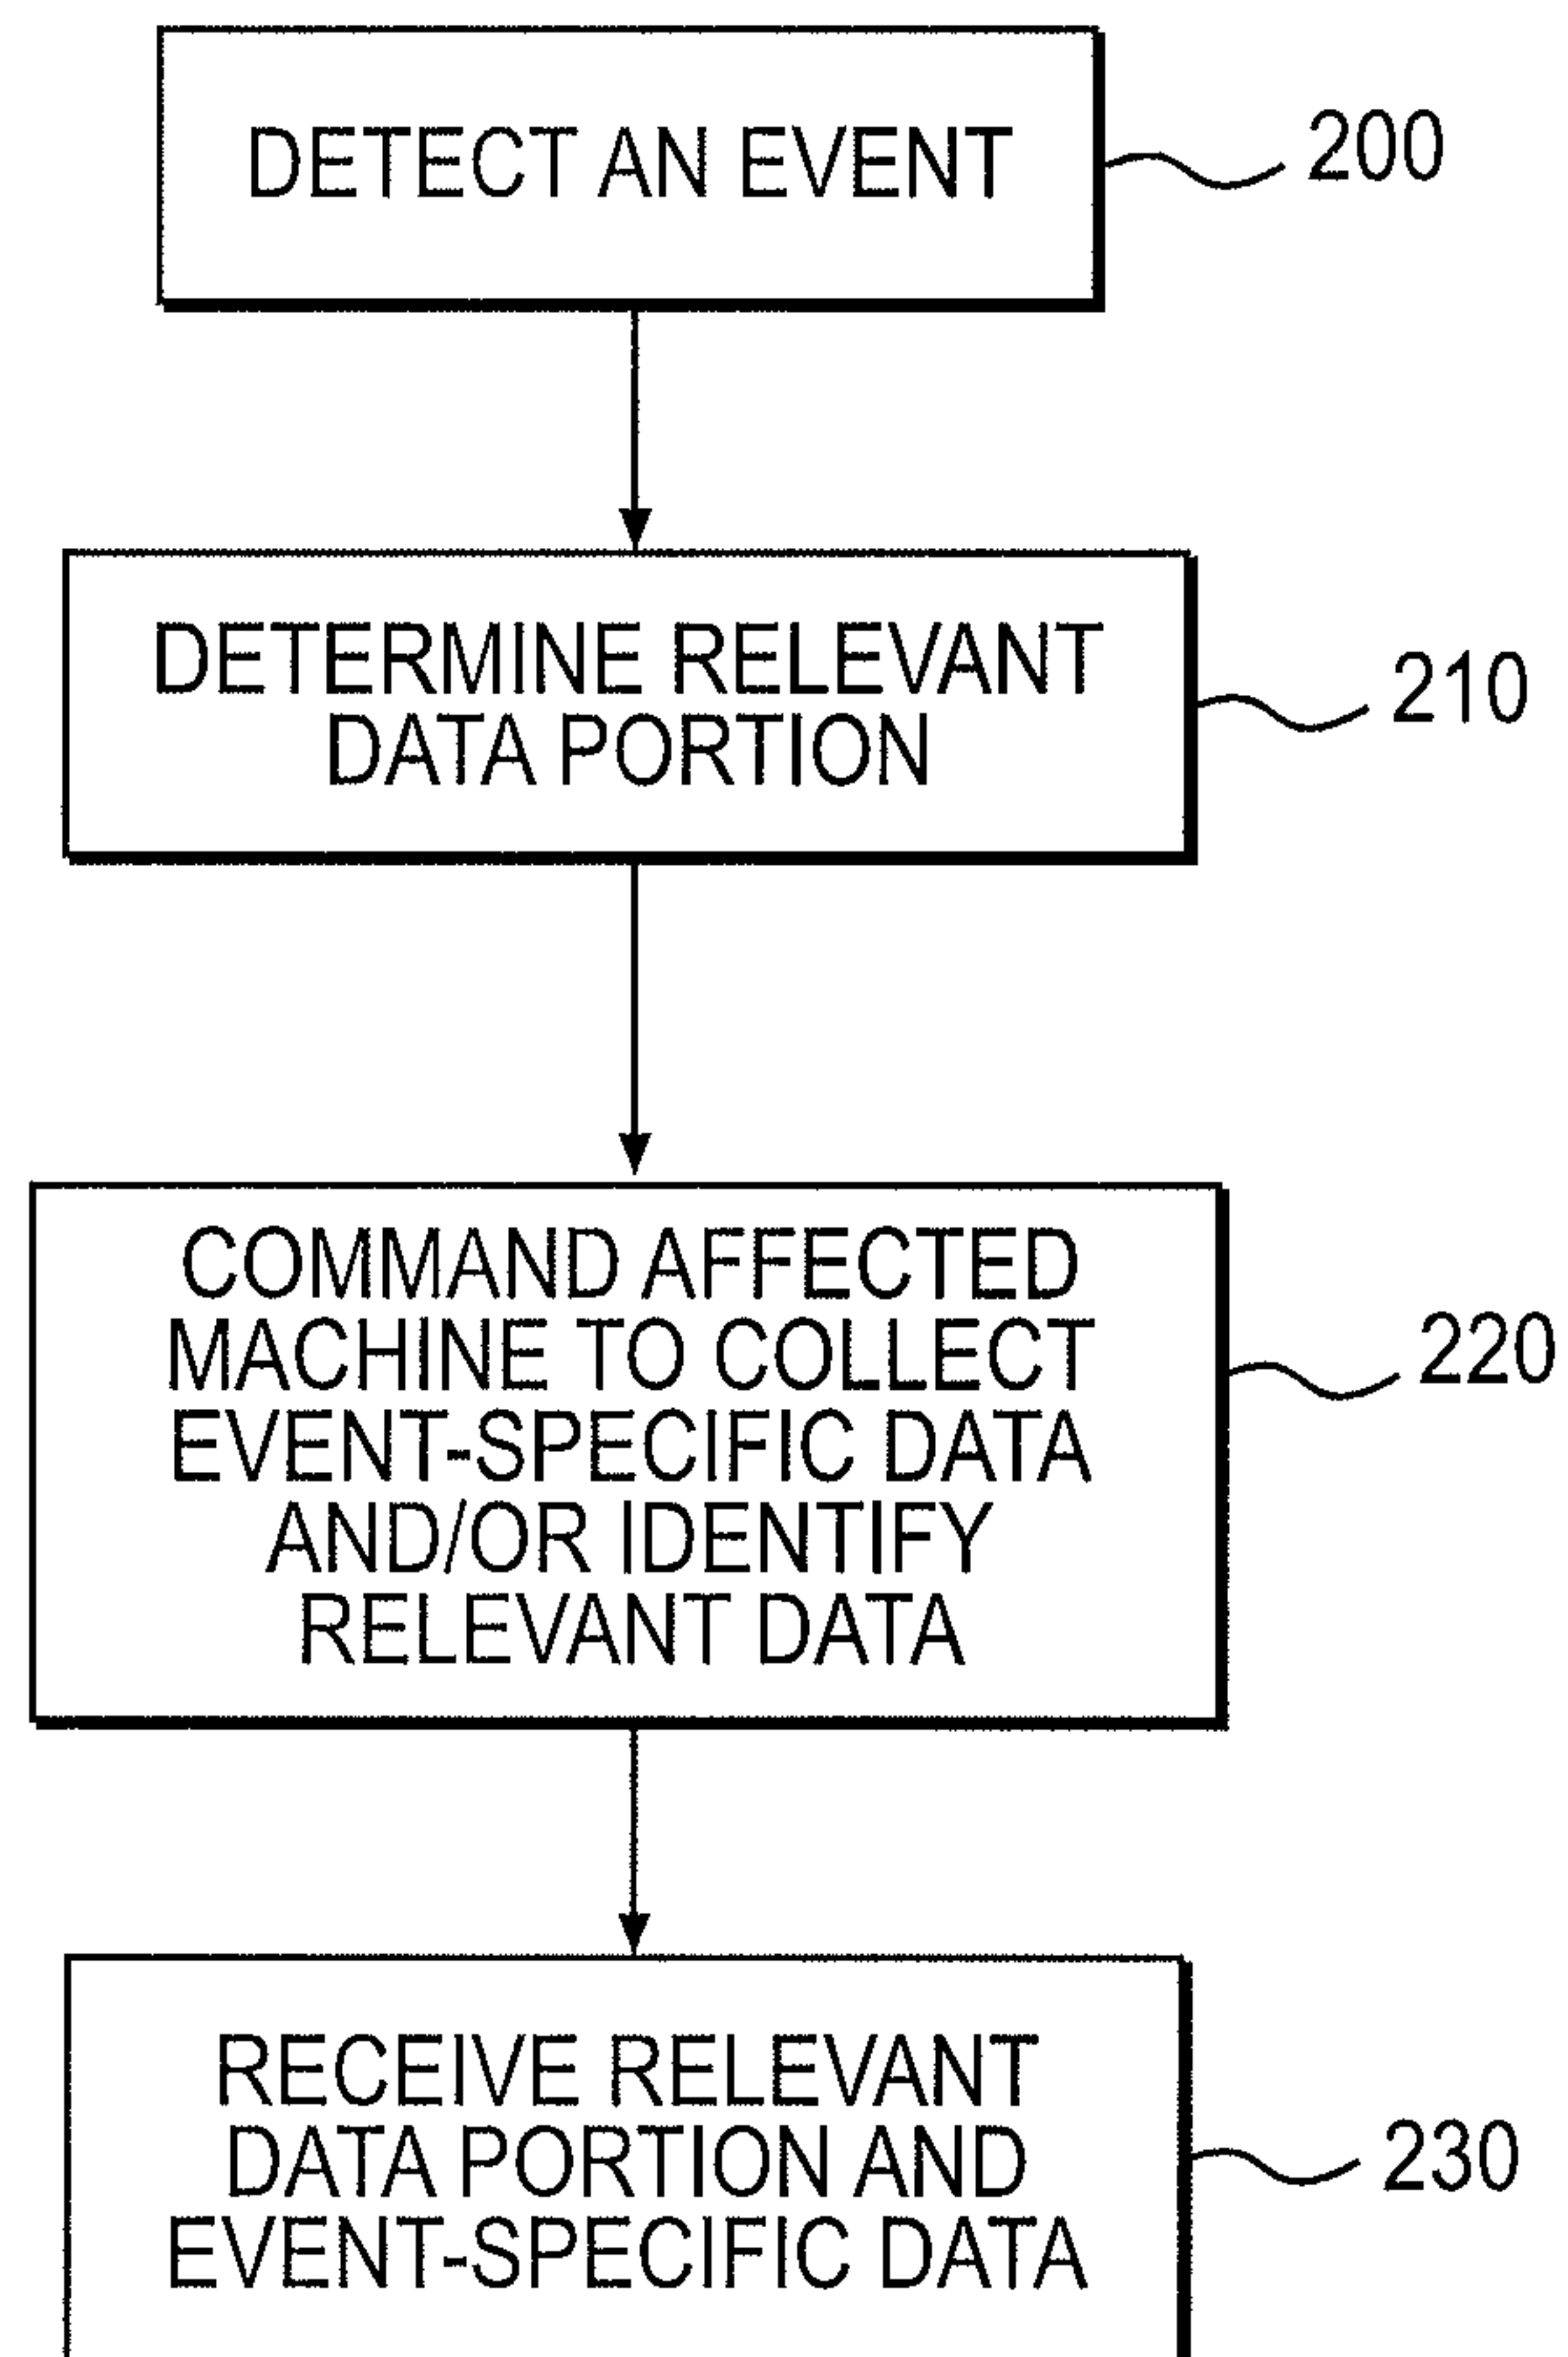 DETECT AN EVENT
200
DETERMINE RELEVANT
DATA PORTION
210
COMMAND AFFECTED
MACHINE TO COLLECT
EVENT-SPECIFIC DATA
AND/OR IDENTIFY
RELEVANT DATA
220
RECEIVE RELEVANT
DATA PORTION AND
EVENT-SPECIFIC DATA
230